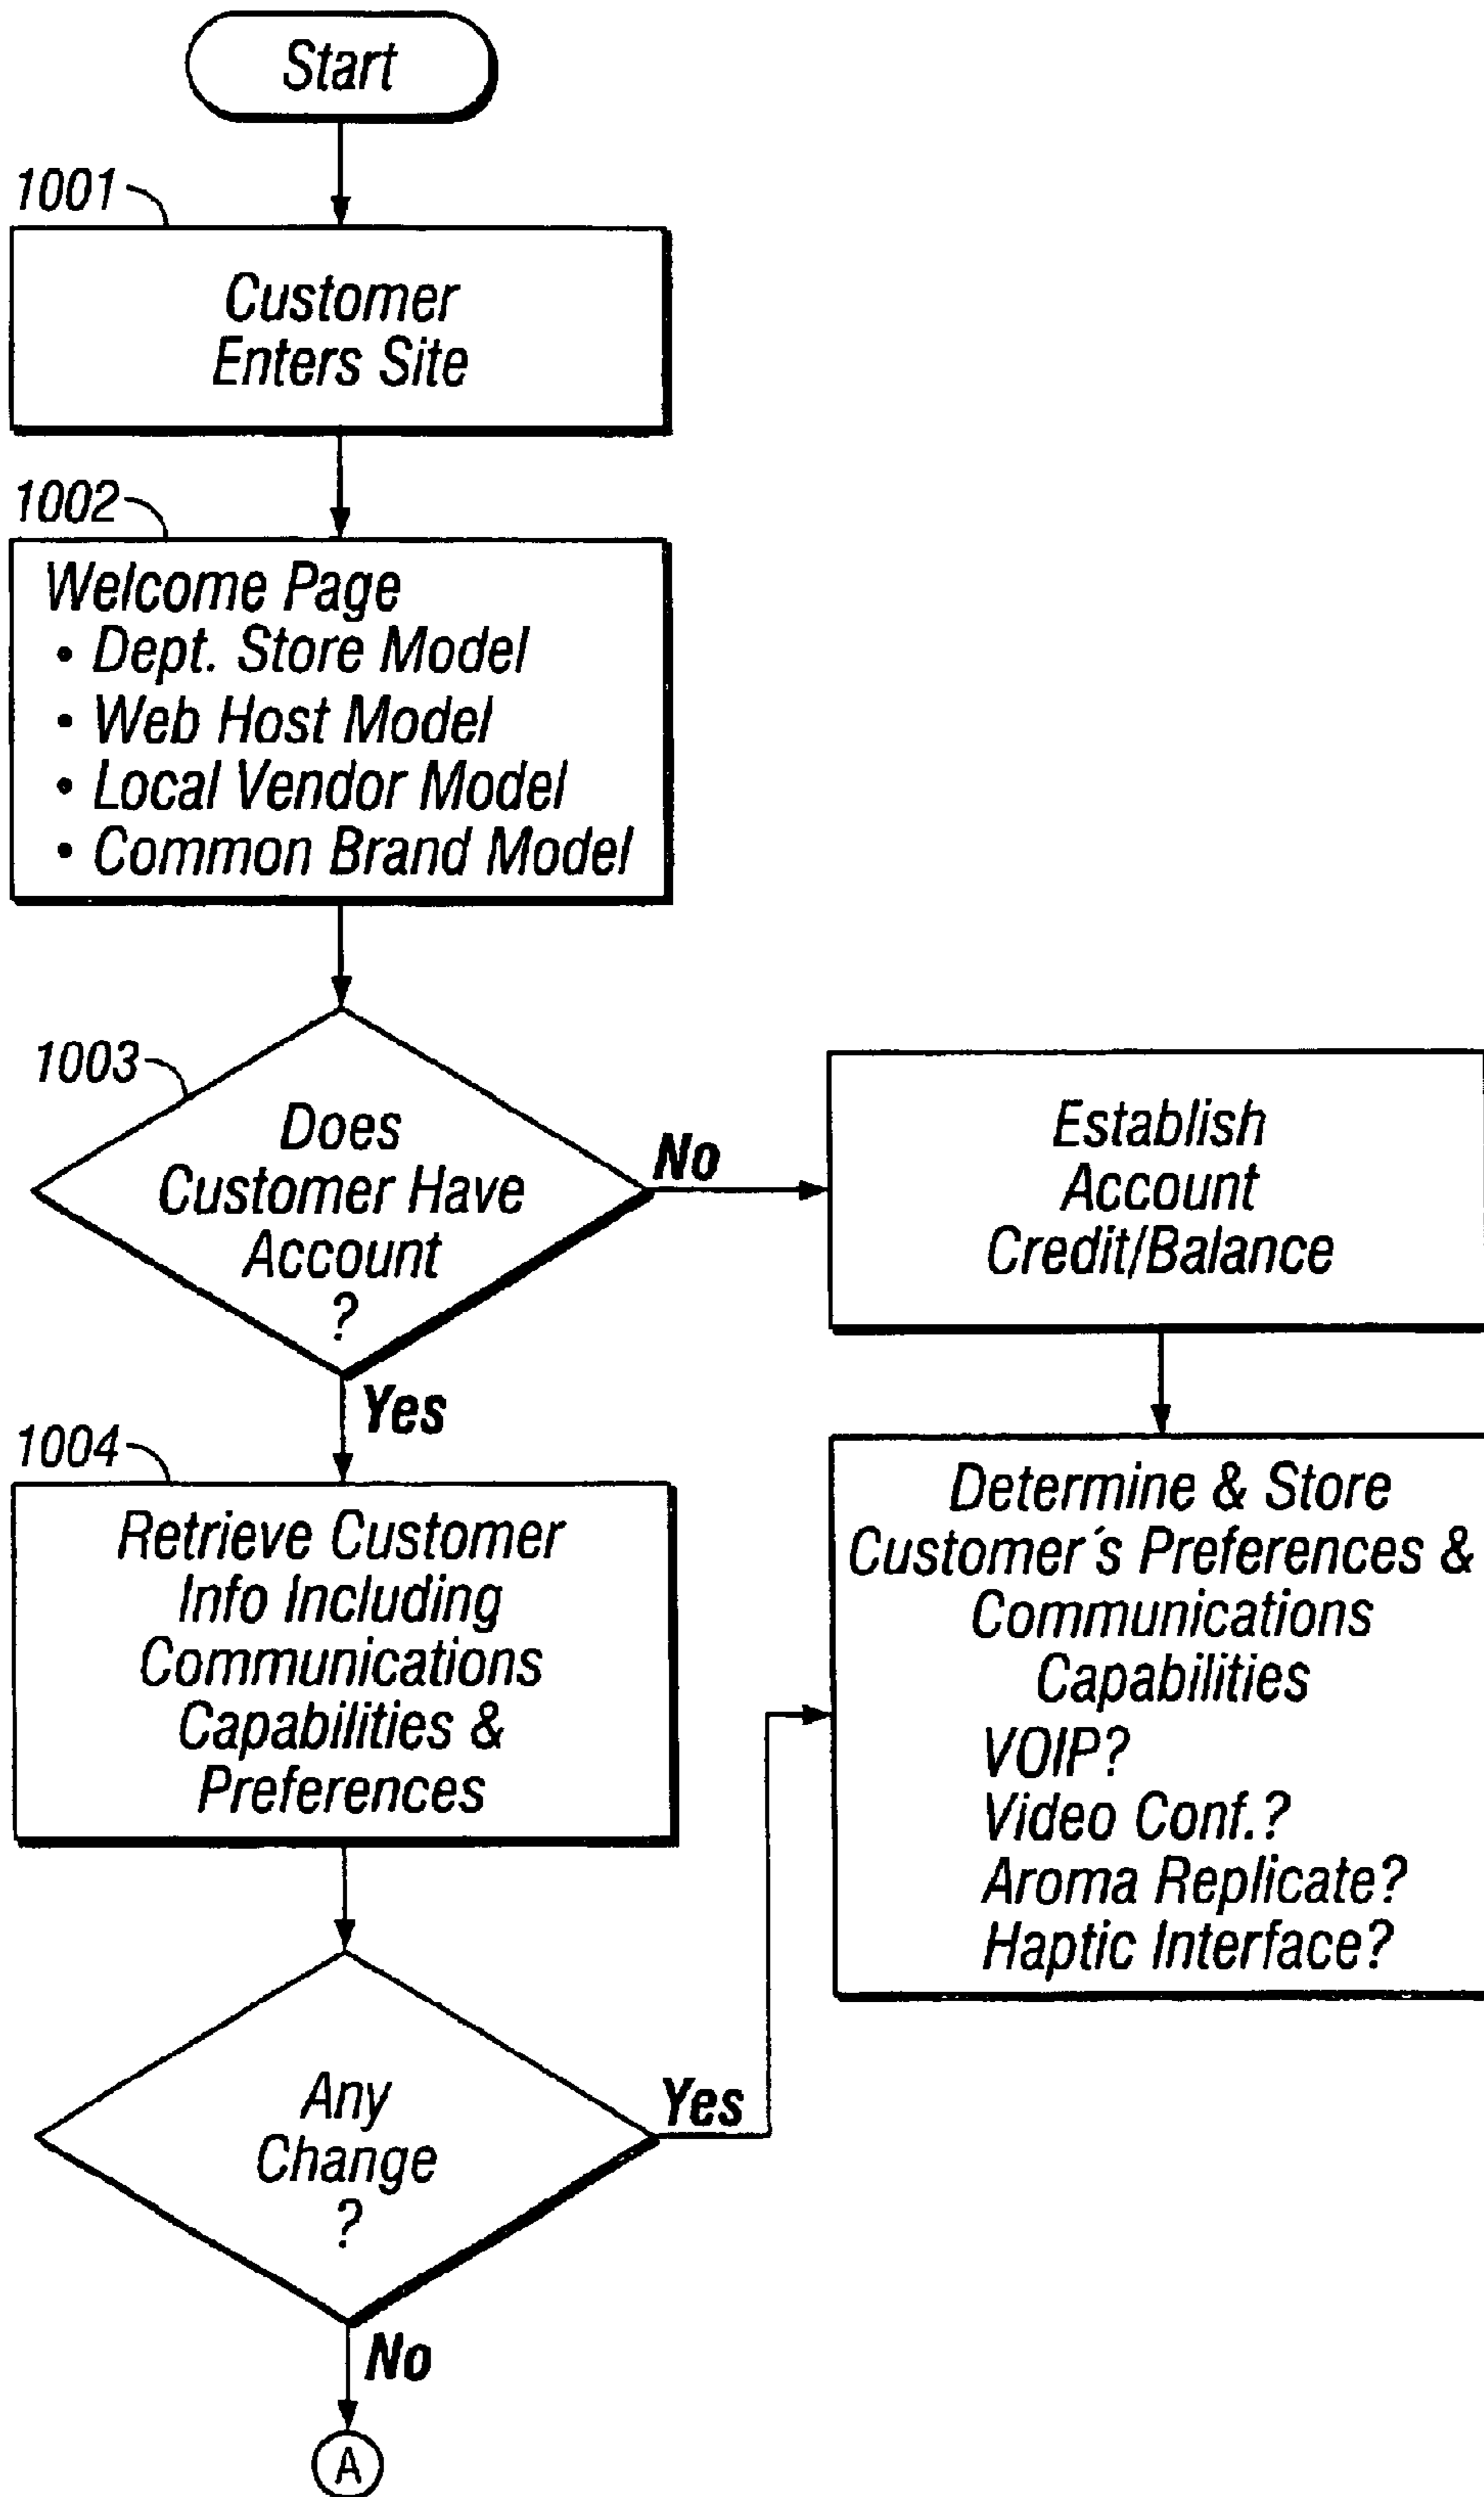 Start
1001
Customer
Enters Site
1002
Welcome Page
• Dept. Store Model
• Web Host Model
• Local Vendor Model
• Common Brand Model
1003
Does
Customer Have
Account
?
No
Yes
Establish
Account
Credit/Balance
1004
Retrieve Customer
Info Including
Communications
Capabilities &
Preferences
Determine & Store
Customer's Preferences &
Communications
Capabilities
VOIP?
Video Conf.?
Aroma Replicate?
Haptic Interface?
Any
Change
?
Yes
No
A